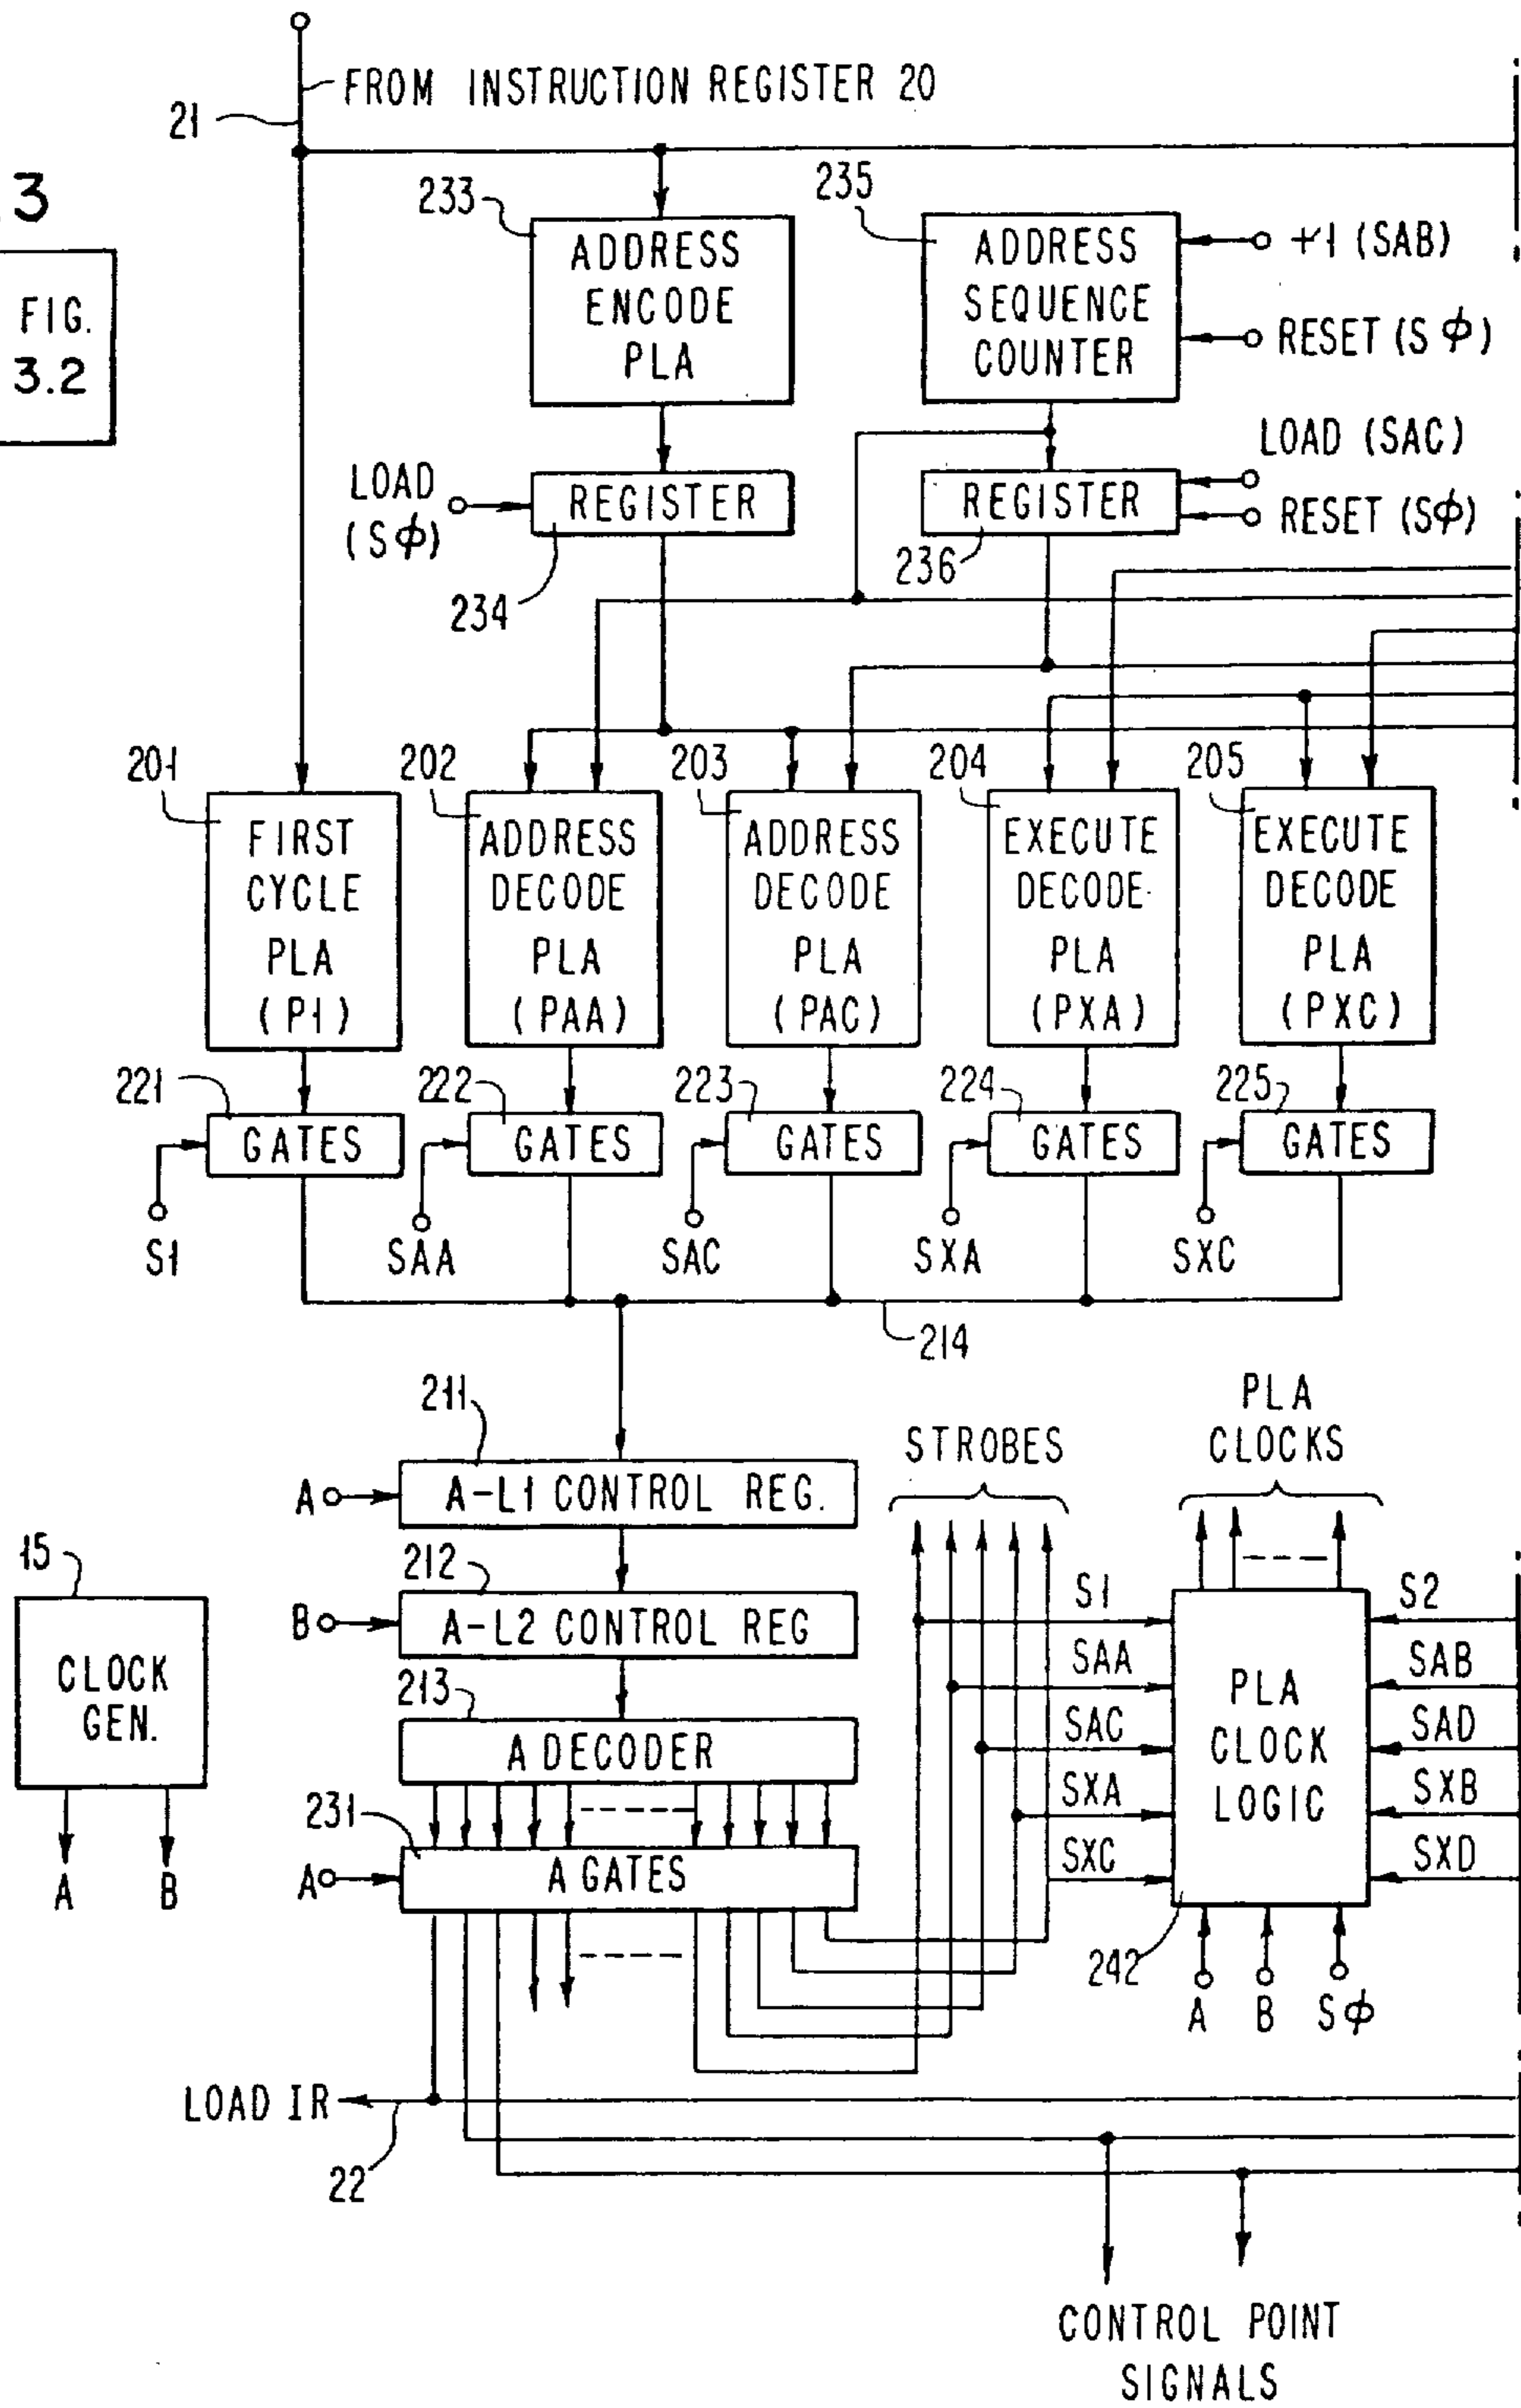 FROM INSTRUCTION REGISTER 20
21
3
FIG.
3.2
233
ADDRESS
ENCODE
PLA
235
ADDRESS
SEQUENCE
COUNTER
+1 (SAB)
RESET (Sϕ)
LOAD
(Sϕ)
REGISTER
234
REGISTER
236
LOAD (SAC)
RESET (Sϕ)
201
FIRST
CYCLE
PLA
(P1)
202
ADDRESS
DECODE
PLA
(PAA)
203
ADDRESS
DECODE
PLA
(PAC)
204
EXECUTE
DECODE
PLA
(PXA)
205
EXECUTE
DECODE
PLA
(PXC)
221
GATES
S1
222
GATES
SAA
223
GATES
SAC
224
GATES
SXA
225
GATES
SXC
214
211
A
A-L1 CONTROL REG.
212
B
A-L2 CONTROL REG
213
A DECODER
231
A
A GATES
15
CLOCK
GEN.
A
B
STROBES
PLA
CLOCKS
S1
SAA
SAC
SXA
SXC
PLA
CLOCK
LOGIC
S2
SAB
SAD
SXB
SXD
242
A
B
Sϕ
LOAD IR
22
CONTROL POINT
SIGNALS